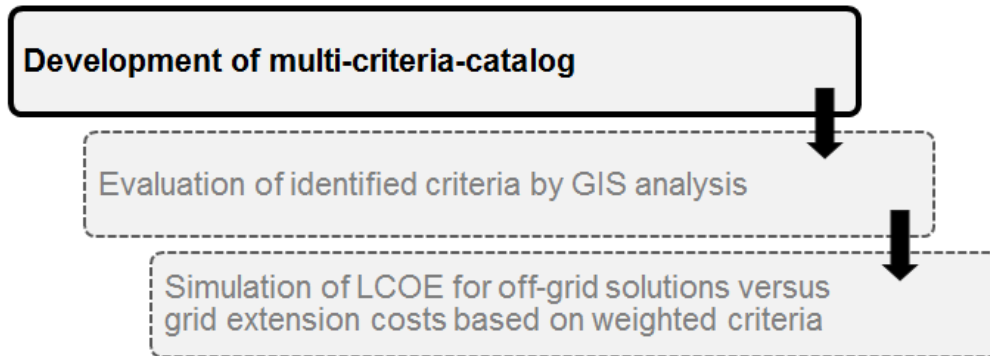 Development of multi-criteria-catalog
Evaluation of identified criteria by GIS analysis
Simulation of LCOE for off-grid solutions versus
grid extension costs based on weighted criteria